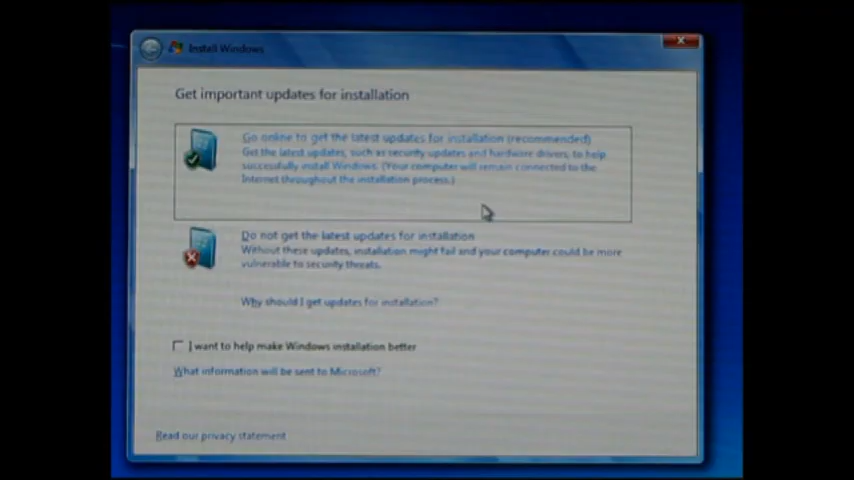 Install Windows
Get important updates for installation
Go online to get the latest updates for installation (recommended)
Get the latest updates, such as security updates and hardware drivers, to help
successfully install Windows. (Your computer will remain connected to the
Internet throughout the installation process.)
Do not get the latest updates for installation
Without these updates, installation might fail and your computer could be more
vulnerable to security threats.
Why should I get updates for installation?
I want to help make Windows installation better
What information will be sent to Microsoft?
Read our privacy statement